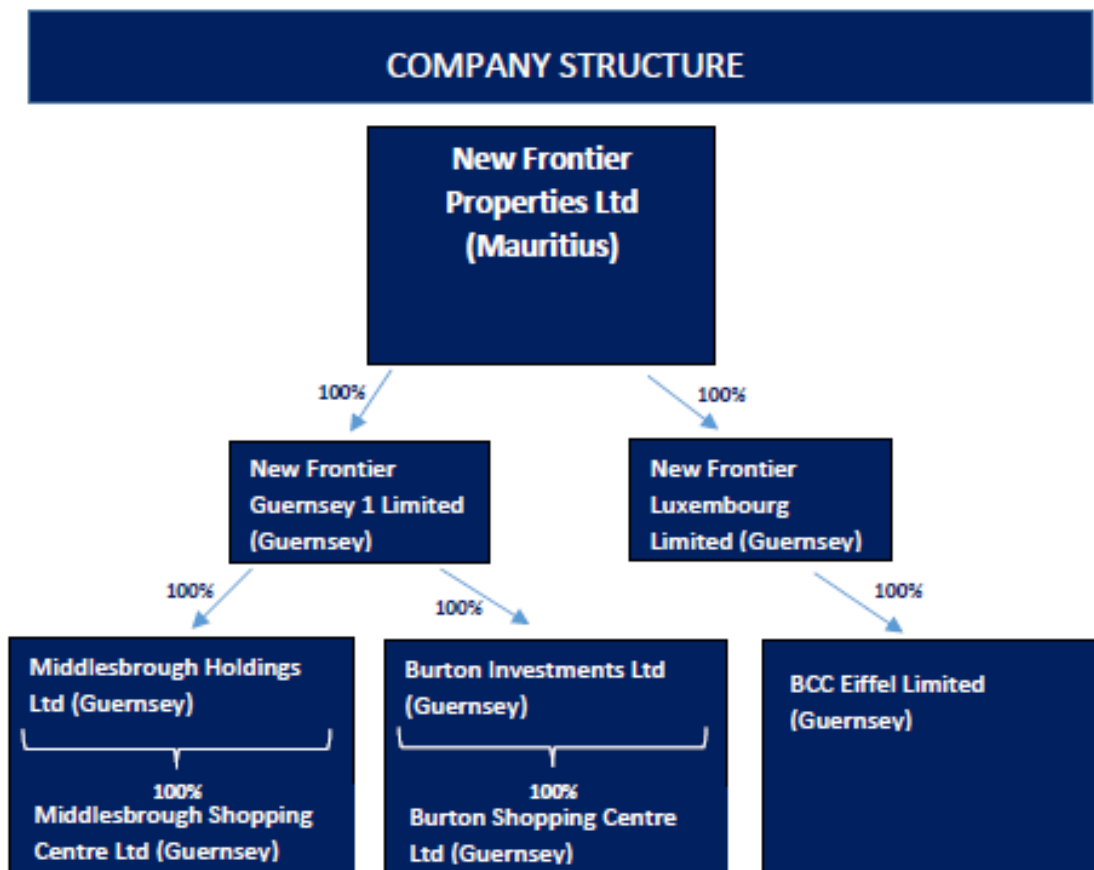 COMPANY STRUCTURE
New Frontier
Properties Ltd
(Mauritius)
100%
100%
New Frontier
Guernsey 1 Limited
(Guernsey)
New Frontier
Luxembourg
Limited (Guernsey)
100%
100%
100%
Middlesbrough Holdings
Ltd (Guernsey)
100%
Middlesbrough Shopping
Centre Ltd (Guernsey)
Burton Investments Ltd
(Guernsey)
100%
Burton Shopping Centre
Ltd (Guernsey)
BCC Eiffel Limited
(Guernsey)